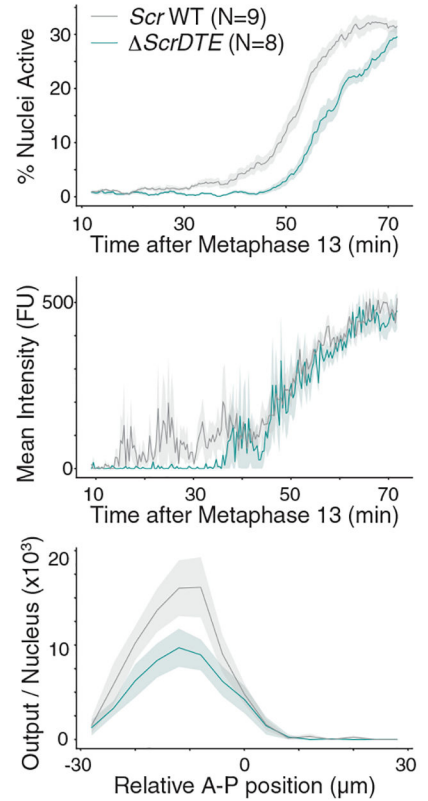 Scr WT (N=9)
ΔScrDTE (N=8)
% Nuclei Active
30
20
10
0
10 30 50 70
Time after Metaphase 13 (min)
Mean Intensity (FU)
500
0
10 30 50 70
Time after Metaphase 13 (min)
Output / Nucleus (x10³)
20
10
0
-30 0 30
Relative A-P position (μm)